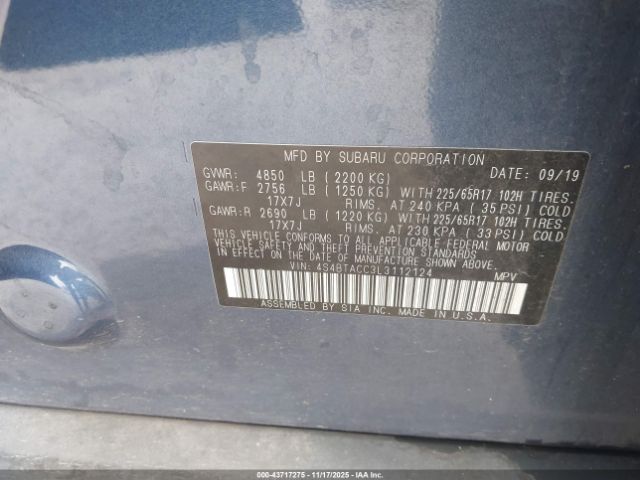 MFD BY SUBARU CORPORATION DATE: 09/19
GVWR: 4850 LB (2200 KG)
GAWR:F 2756 LB (1250 KG) WITH 225/65R17 102H TIRES.
17X7J RIMS. AT 240 KPA (35 PSI) COLD
GAWR:R 2690 LB (1220 KG) WITH 225/65R17 102H TIRES.
17X7J RIMS. AT 230 KPA (33 PSI) COLD
THIS VEHICLE CONFORMS TO ALL APPLICABLE FEDERAL MOTOR
VEHICLE SAFETY, BUMPER, AND THEFT PREVENTION STANDARDS
IN EFFECT ON THE DATE OF MANUFACTURE SHOWN ABOVE.
VIN: 4S4BTACC3L3112124 MPV
ASSEMBLED BY SIA INC. MADE IN U.S.A.
000-43717275 - 11/17/2025 - IAAI.COM